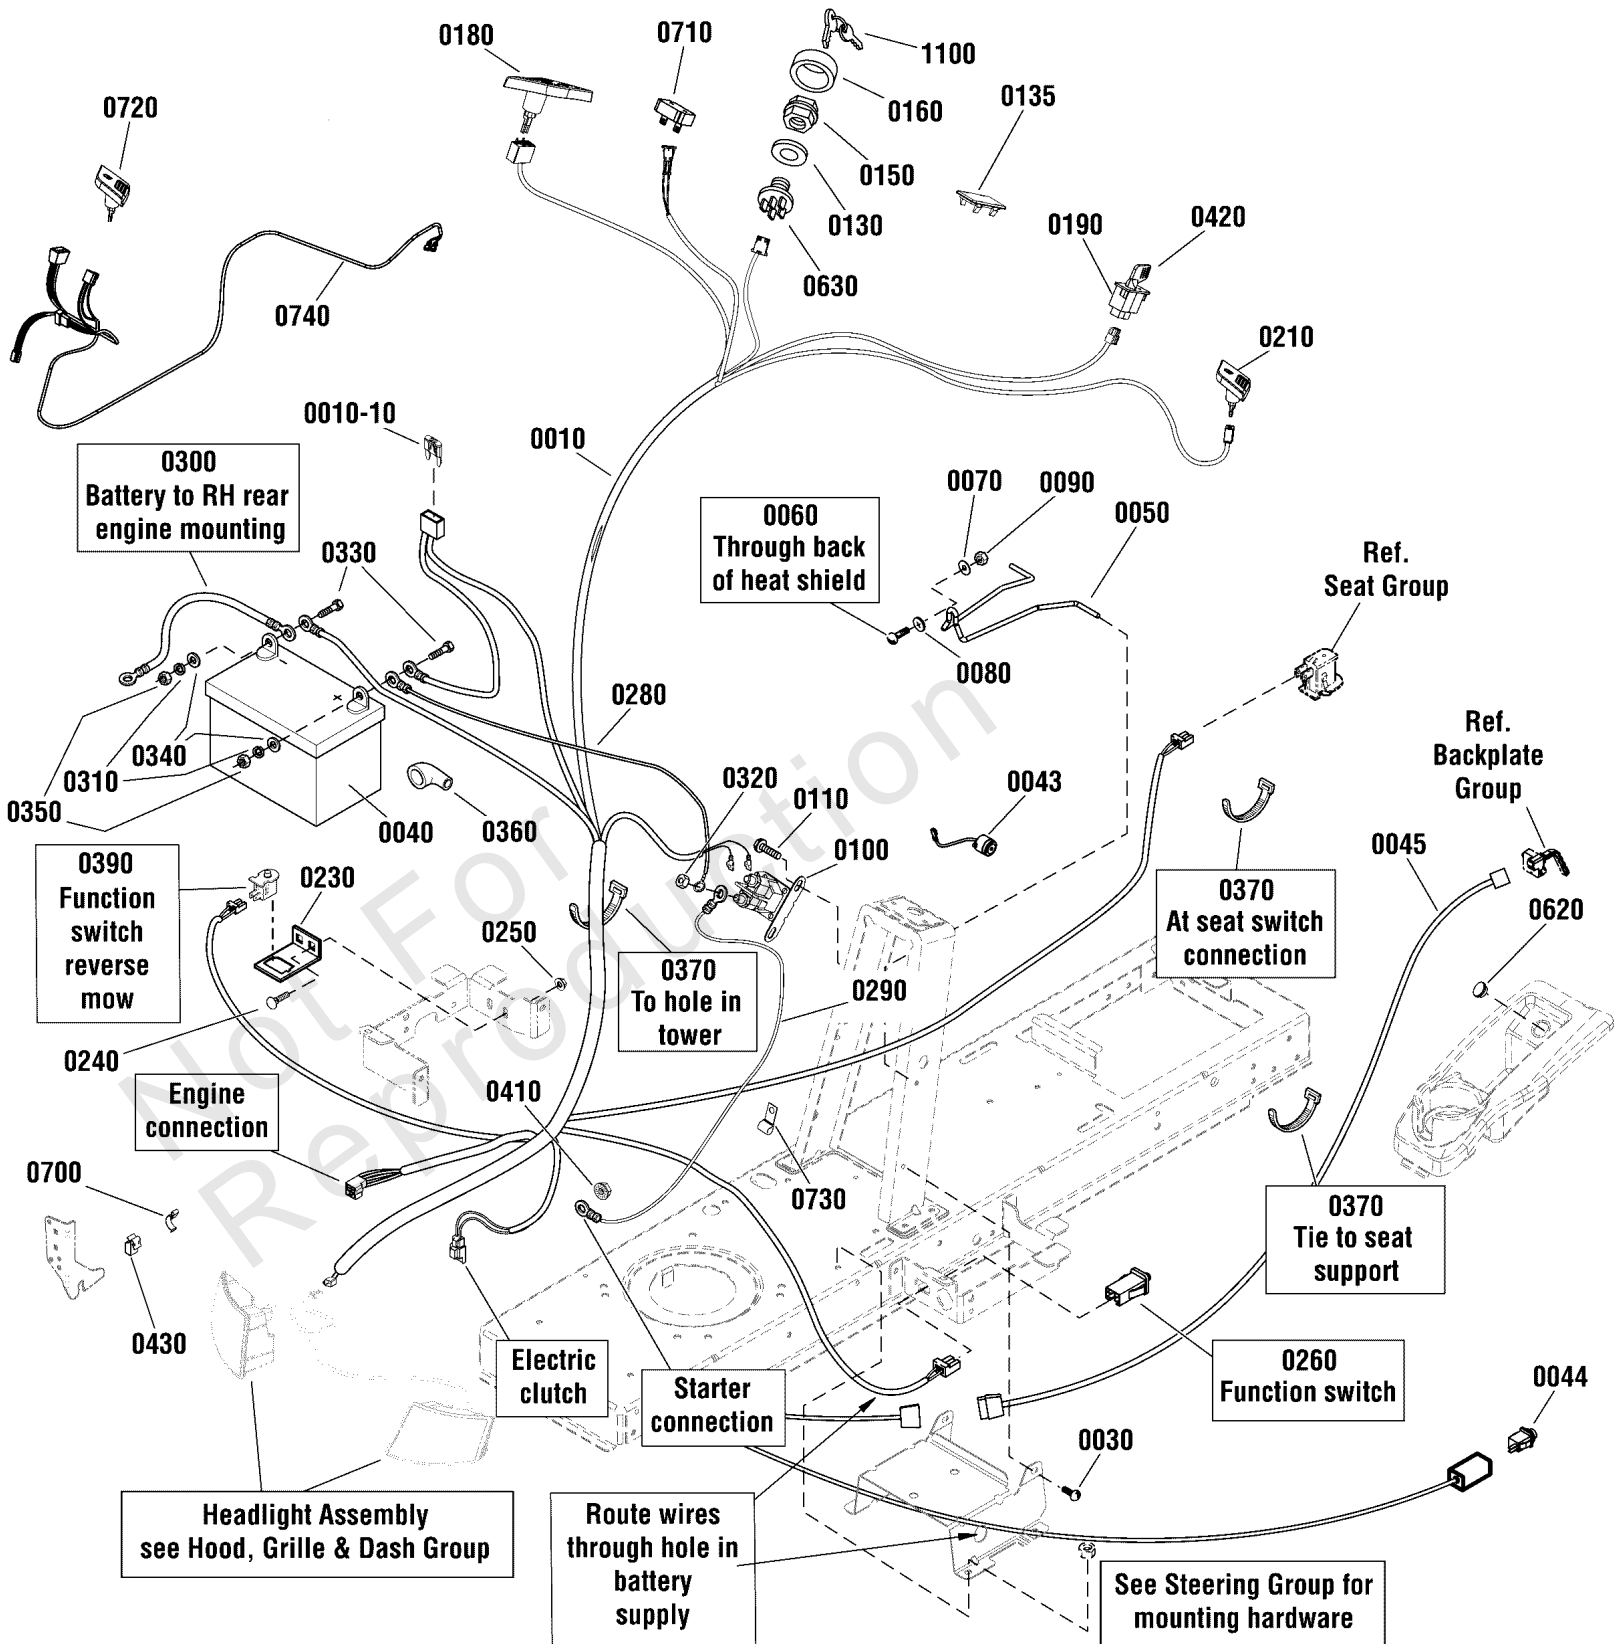 0180
0710
1100
0160
0135
0720
0150
0130
0190
0420
0630
0740
0210
0010-10
0010
0300
Battery to RH rear
engine mounting
0070
0090
0050
0060
Through back
of heat shield
0330
Ref.
Seat Group
0080
0280
Ref.
Backplate
Group
0340
0310
0350
0040
0360
0320
0110
0043
0100
0045
0390
Function
switch
reverse
mow
0230
0370
At seat switch
connection
0620
0250
0370
To hole in
tower
0290
0240
Engine
connection
0410
0700
0730
0370
Tie to seat
support
0430
Electric
clutch
Starter
connection
0260
Function switch
0044
0030
Headlight Assembly
see Hood, Grille & Dash Group
Route wires
through hole in
battery
supply
See Steering Group for
mounting hardware
Not For
Reproduction